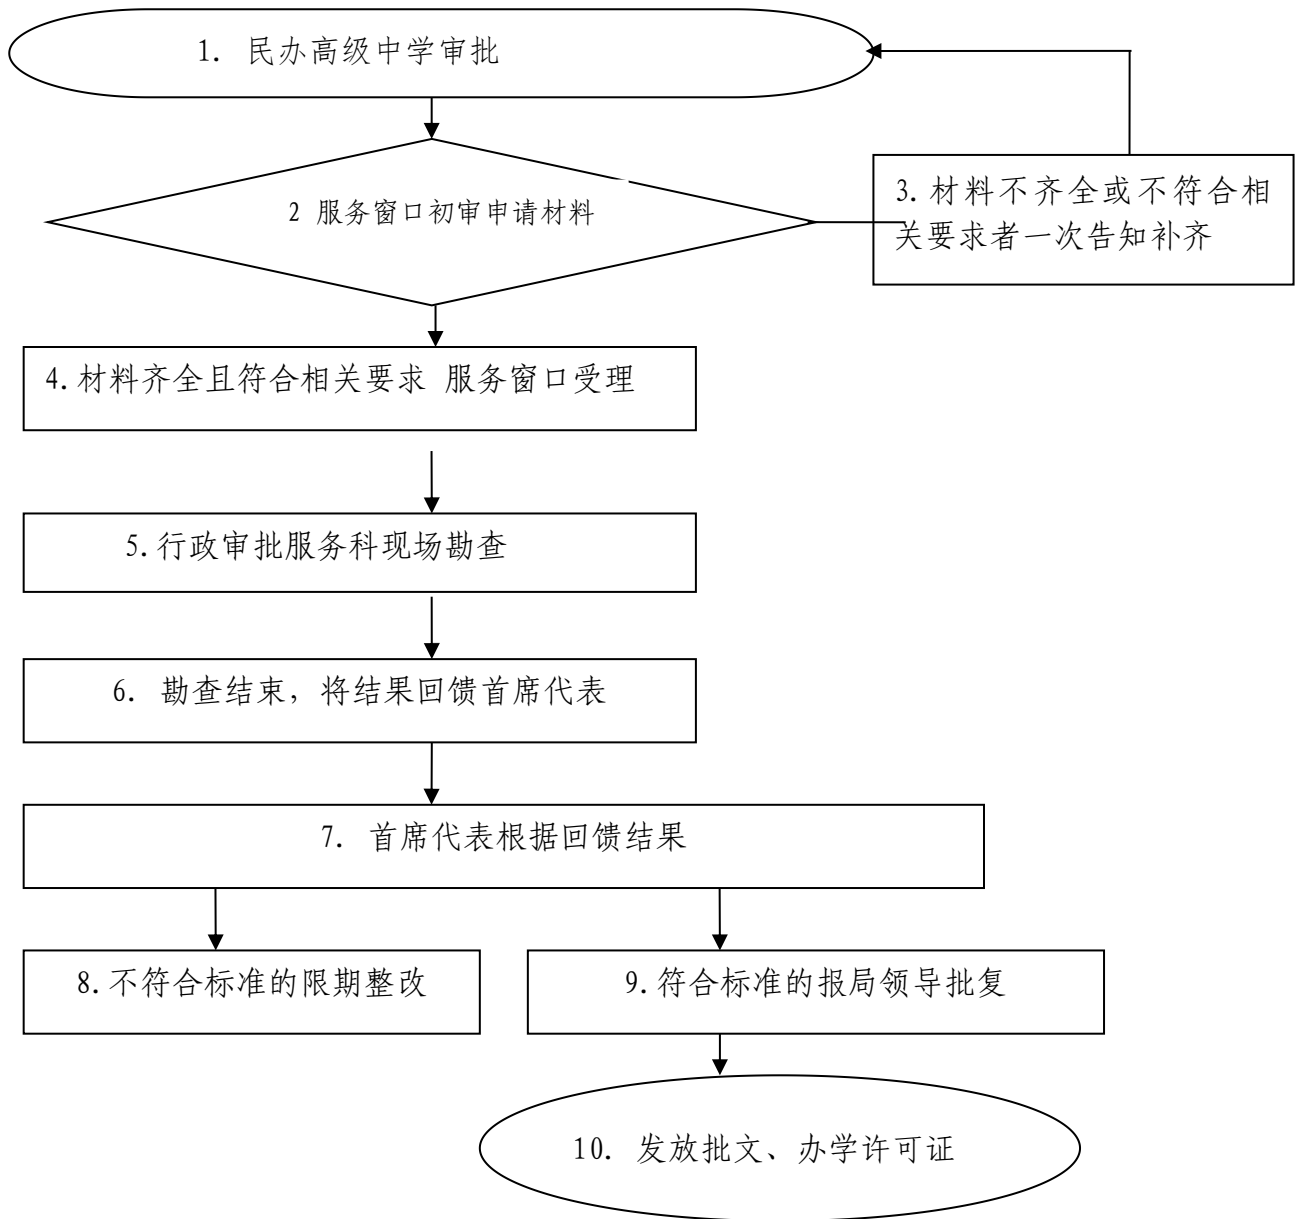 1. 民办高级中学审批
2 服务窗口初审申请材料
3.材料不齐全或不符合相
关要求者一次告知补齐
4.材料齐全且符合相关要求 服务窗口受理
5.行政审批服务科现场勘查
6. 勘查结束，将结果回馈首席代表
7. 首席代表根据回馈结果
8.不符合标准的限期整改
9.符合标准的报局领导批复
10. 发放批文、办学许可证